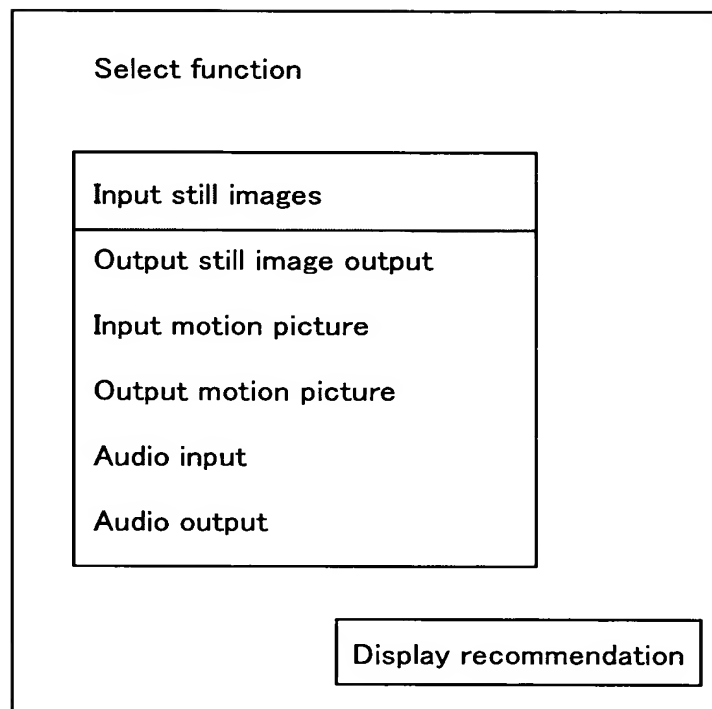 Select function
Input still images
Output still image output
Input motion picture
Output motion picture
Audio input
Audio output
Display recommendation